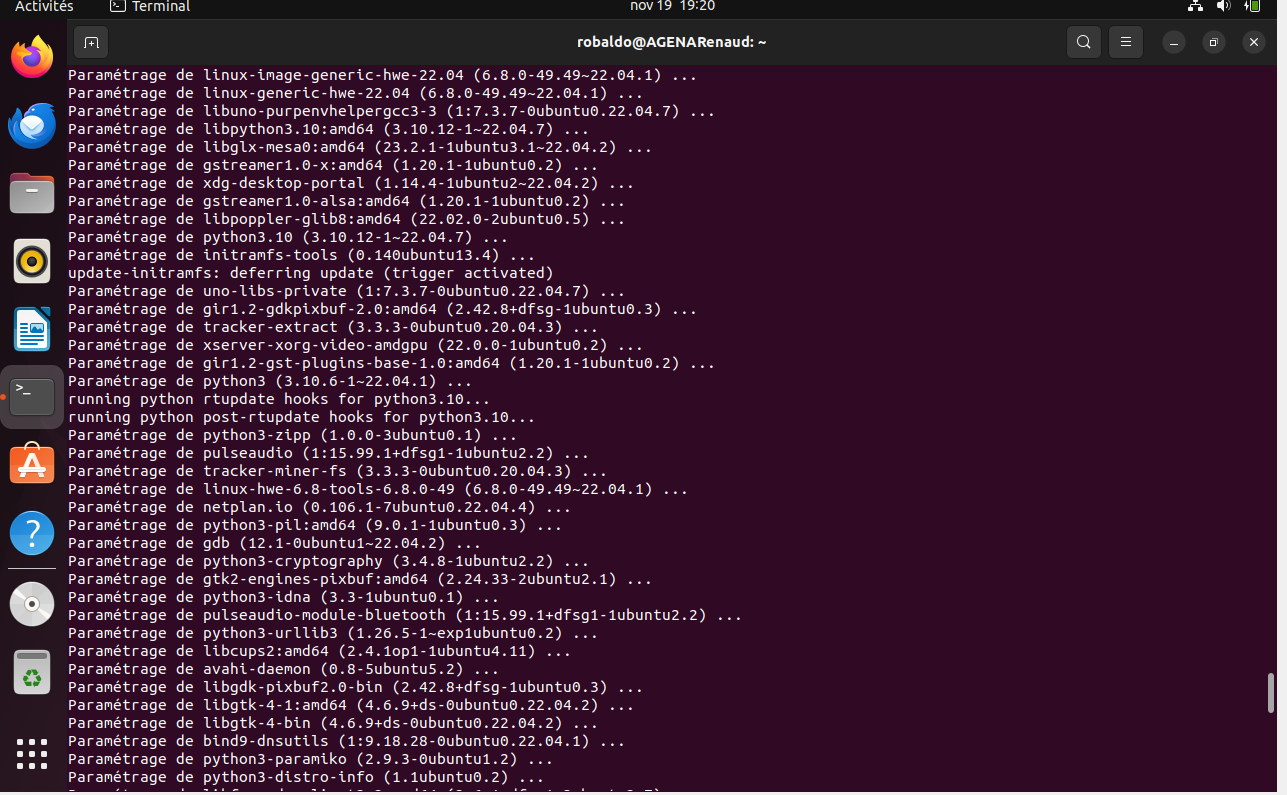 Activités
Terminal
nov 19 19:20
robaldo@AGENARenaud: ~
Paramétrage de linux-image-generic-hwe-22.04 (6.8.0-49.49~22.04.1) ...
Paramétrage de linux-generic-hwe-22.04 (6.8.0-49.49~22.04.1) ...
Paramétrage de libuno-purpenvhelpergcc3-3 (1:7.3.7-0ubuntu0.22.04.7) ...
Paramétrage de libpython3.10:amd64 (3.10.12-1~22.04.7) ...
Paramétrage de libglx-mesa0:amd64 (23.2.1-1ubuntu3.1~22.04.2) ...
Paramétrage de gstreamer1.0-x:amd64 (1.20.1-1ubuntu0.2) ...
Paramétrage de xdg-desktop-portal (1.14.4-1ubuntu2~22.04.2) ...
Paramétrage de gstreamer1.0-alsa:amd64 (1.20.1-1ubuntu0.2) ...
Paramétrage de libpoppler-glib8:amd64 (22.02.0-2ubuntu0.5) ...
Paramétrage de python3.10 (3.10.12-1~22.04.7) ...
Paramétrage de initramfs-tools (0.140ubuntu13.4) ...
update-initramfs: deferring update (trigger activated)
Paramétrage de uno-libs-private (1:7.3.7-0ubuntu0.22.04.7) ...
Paramétrage de gir1.2-gdkpixbuf-2.0:amd64 (2.42.8+dfsg-1ubuntu0.3) ...
Paramétrage de tracker-extract (3.3.3-0ubuntu0.20.04.3) ...
Paramétrage de xserver-xorg-video-amdgpu (22.0.0-1ubuntu0.2) ...
Paramétrage de gir1.2-gst-plugins-base-1.0:amd64 (1.20.1-1ubuntu0.2) ...
Paramétrage de python3 (3.10.6-1~22.04.1) ...
running python rtupdate hooks for python3.10...
running python post-rtupdate hooks for python3.10...
Paramétrage de python3-zipp (1.0.0-3ubuntu0.1) ...
Paramétrage de pulseaudio (1:15.99.1+dfsg1-1ubuntu2.2) ...
Paramétrage de tracker-miner-fs (3.3.3-0ubuntu0.20.04.3) ...
Paramétrage de linux-hwe-6.8-tools-6.8.0-49 (6.8.0-49.49~22.04.1) ...
Paramétrage de netplan.io (0.106.1-7ubuntu0.22.04.4) ...
Paramétrage de python3-pil:amd64 (9.0.1-1ubuntu0.3) ...
Paramétrage de gdb (12.1-0ubuntu1~22.04.2) ...
Paramétrage de python3-cryptography (3.4.8-1ubuntu2.2) ...
Paramétrage de gtk2-engines-pixbuf:amd64 (2.24.33-2ubuntu2.1) ...
Paramétrage de python3-idna (3.3-1ubuntu0.1) ...
Paramétrage de pulseaudio-module-bluetooth (1:15.99.1+dfsg1-1ubuntu2.2) ...
Paramétrage de python3-urllib3 (1.26.5-1~exp1ubuntu0.2) ...
Paramétrage de libcups2:amd64 (2.4.1op1-1ubuntu4.11) ...
Paramétrage de avahi-daemon (0.8-5ubuntu5.2) ...
Paramétrage de libgdk-pixbuf2.0-bin (2.42.8+dfsg-1ubuntu0.3) ...
Paramétrage de libgtk-4-1:amd64 (4.6.9+ds-0ubuntu0.22.04.2) ...
Paramétrage de libgtk-4-bin (4.6.9+ds-0ubuntu0.22.04.2) ...
Paramétrage de bind9-dnsutils (1:9.18.28-0ubuntu0.22.04.1) ...
Paramétrage de python3-paramiko (2.9.3-0ubuntu1.2) ...
Paramétrage de python3-distro-info (1.1ubuntu0.2) ...